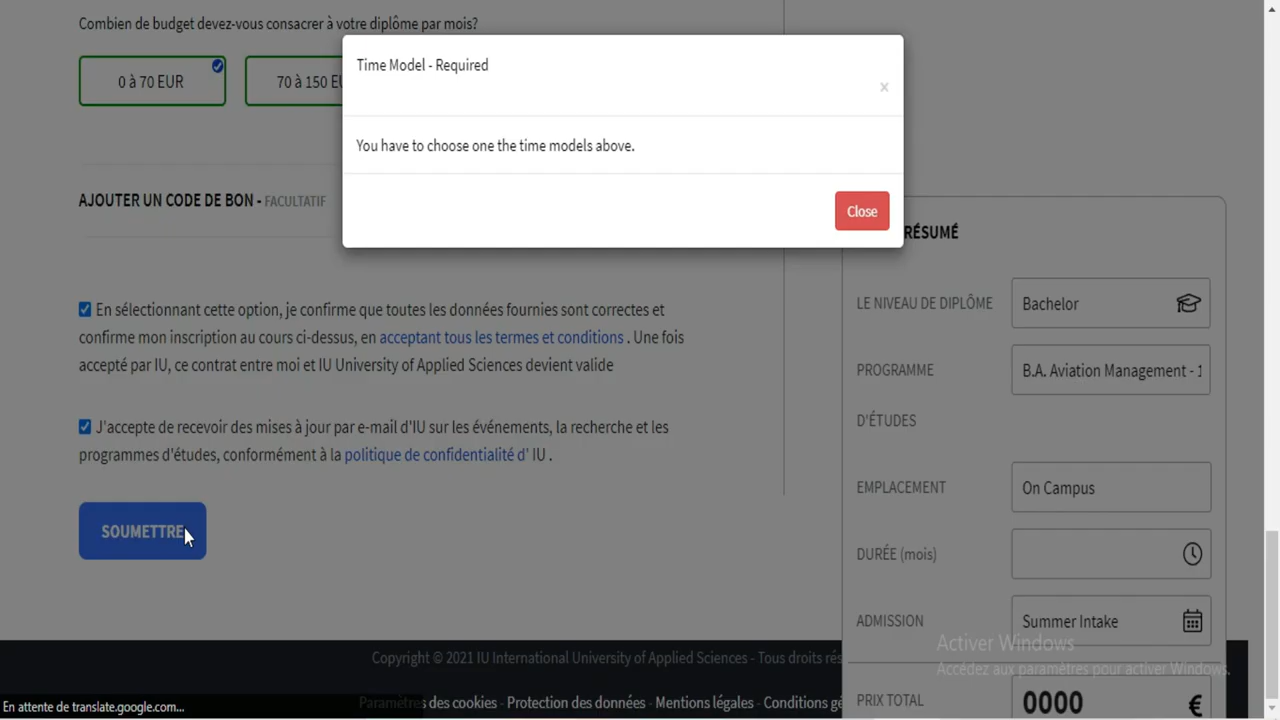 Combien de budget devez-vous consacrer à votre diplôme par mois?
0 à 70 EUR
70 à 150
Time Model - Required
×
You have to choose one the time models above.
Close
AJOUTER UN CODE DE BON - FACULTATIF
En sélectionnant cette option, je confirme que toutes les données fournies sont correctes et
confirme mon inscription au cours ci-dessus, en acceptant tous les termes et conditions . Une fois
accepté par IU, ce contrat entre moi et IU University of Applied Sciences devient valide
J'accepte de recevoir des mises à jour par e-mail d'IU sur les événements, la recherche et les
programmes d'études, conformément à la politique de confidentialité d' IU .
SOUMETTRE
RÉSUMÉ
LE NIVEAU DE DIPLÔME Bachelor
PROGRAMME B.A. Aviation Management -
D'ÉTUDES
EMPLACEMENT On Campus
DURÉE (mois)
ADMISSION Summer Intake
PRIX TOTAL 0000 €
Activer Windows
Accédez aux paramètres pour activer Windows.
Copyright © 2021 IU International University of Applied Sciences - Tous droits
Paramètres des cookies - Protection des données - Mentions légales - Conditions
En attente de translate.google.com...